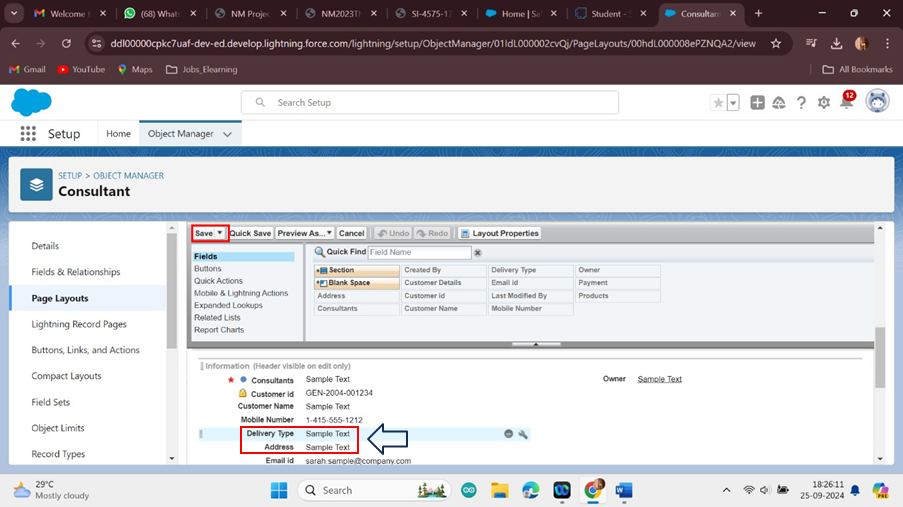 Welcome t
(68) Whats
NM Projec
NM2023TM
SI-4575-17
Home | Sal
Student - S
Consultant
ddl00000cpkc7uaf-dev-ed.develop.lightning.force.com/lightning/setup/ObjectManager/01IdL000002cvQj/PageLayouts/00hdL000008ePZNQA2/view
Gmail
YouTube
Maps
Jobs_Elearning
All Bookmarks
Search Setup
12
Setup
Home
Object Manager
SETUP > OBJECT MANAGER
Consultant
Details
Fields & Relationships
Page Layouts
Lightning Record Pages
Buttons, Links, and Actions
Compact Layouts
Field Sets
Object Limits
Record Types
Save Quick Save Preview As... Cancel Undo Redo Layout Properties
Fields
Buttons
Quick Actions
Mobile & Lightning Actions
Expanded Lookups
Related Lists
Report Charts
Quick Find Field Name
Section Created By Delivery Type Owner
Blank Space Customer Details Email id Payment
Address Customer id Last Modified By Products
Consultants Customer Name Mobile Number
Information (Header visible on edit only)
Consultants Sample Text Owner Sample Text
Customer id GEN-2004-001234
Customer Name Sample Text
Mobile Number 1-415-555-1212
Delivery Type Sample Text
Address Sample Text
Email id sarah.sample@company.com
29°C
Mostly cloudy
Search
18:26:11
25-09-2024